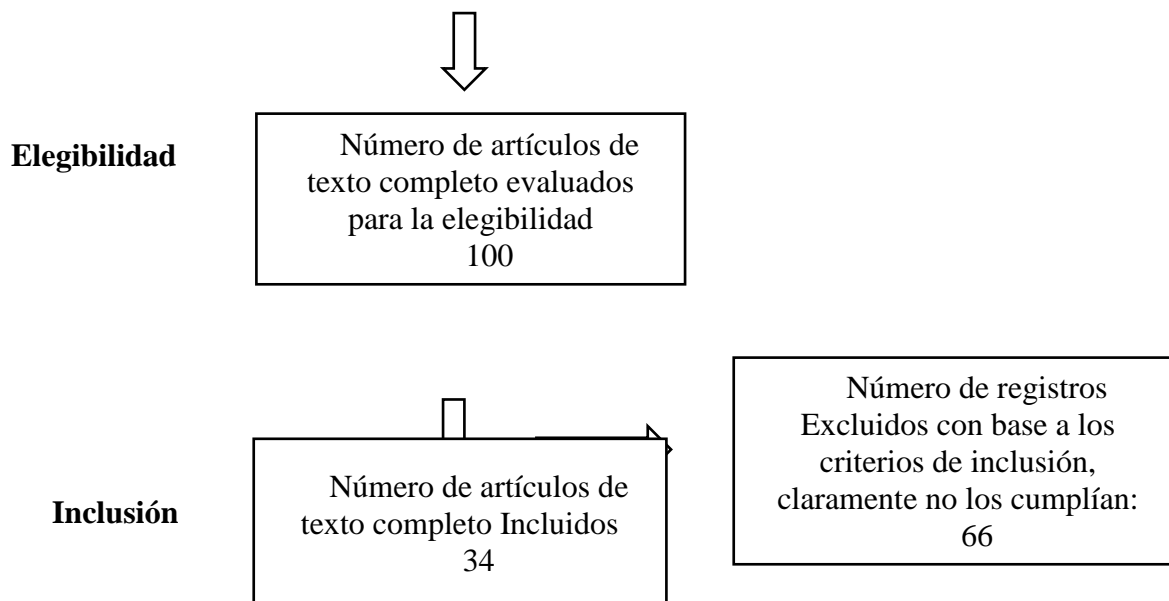 Elegibilidad
Número de artículos de
texto completo evaluados
para la elegibilidad
100
Número de registros
Excluidos con base a los
criterios de inclusión,
claramente no los cumplían:
66
Inclusión
Número de artículos de
texto completo Incluidos
34